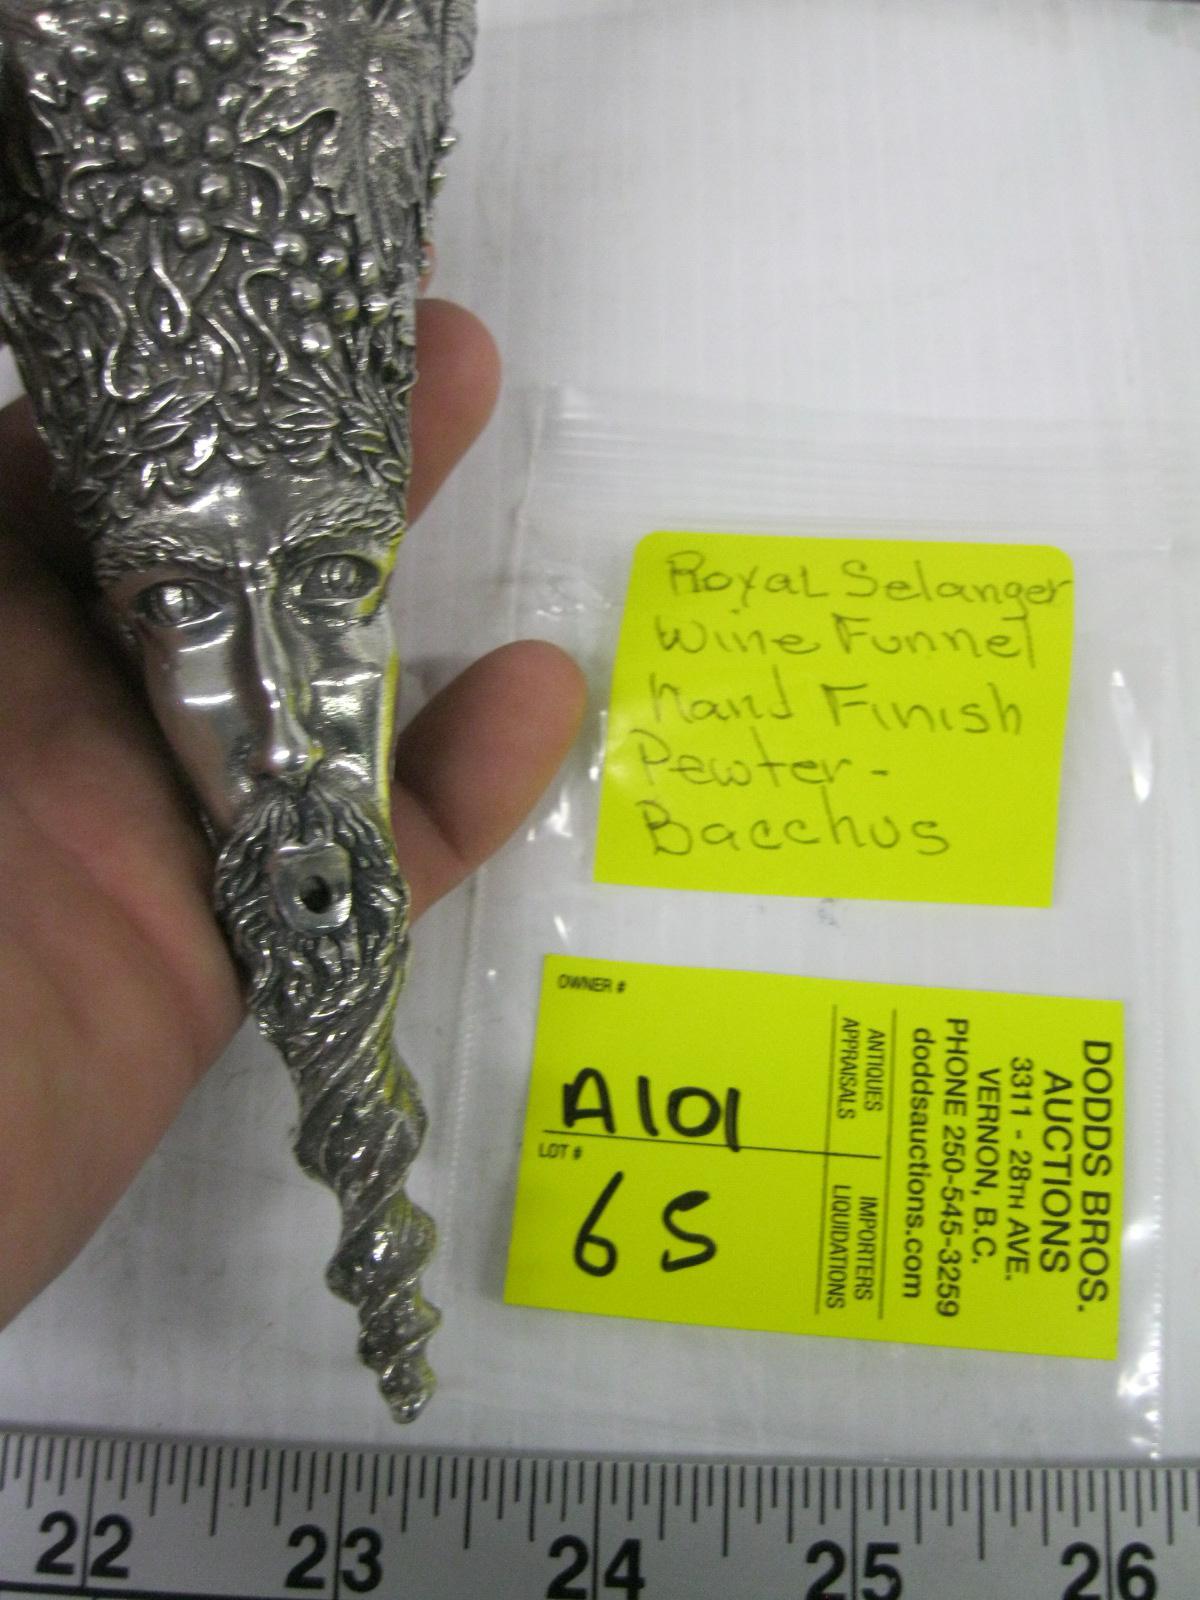 Royal Selanger
Wine Funnel
Hand Finish
Pewter -
Bacchus
OWNER #
A101
LOT #
65
ANTIQUES
APPRAISALS
IMPORTERS
LIQUIDATIONS
DODDS BROS.
AUCTIONS
3311 - 28TH AVE.
VERNON, B.C.
PHONE 250-545-3259
doddsauctions.com
22 23 24 25 26